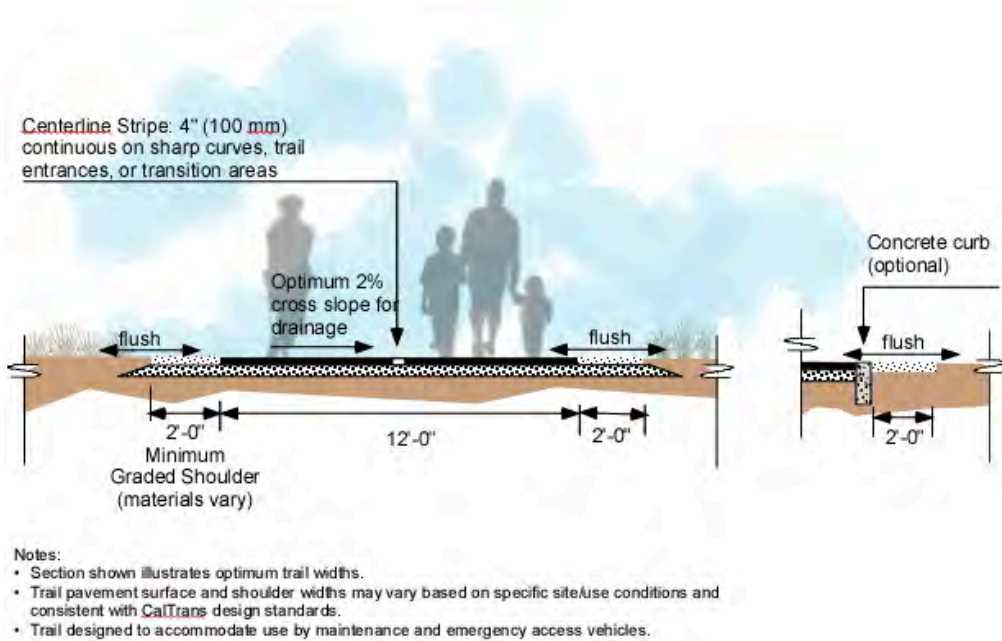 Centerline Stripe: 4" (100 mm)
continuous on sharp curves, trail
entrances, or transition areas
Concrete curb
(optional)
Optimum 2%
cross slope for
drainage
flush
flush
flush
2'-0"
12'-0"
2'-0"
2'-0"
Minimum
Graded Shoulder
(materials vary)
Notes:
• Section shown illustrates optimum trail widths.
• Trail pavement surface and shoulder widths may vary based on specific site/use conditions and
consistent with CalTrans design standards.
• Trail designed to accommodate use by maintenance and emergency access vehicles.